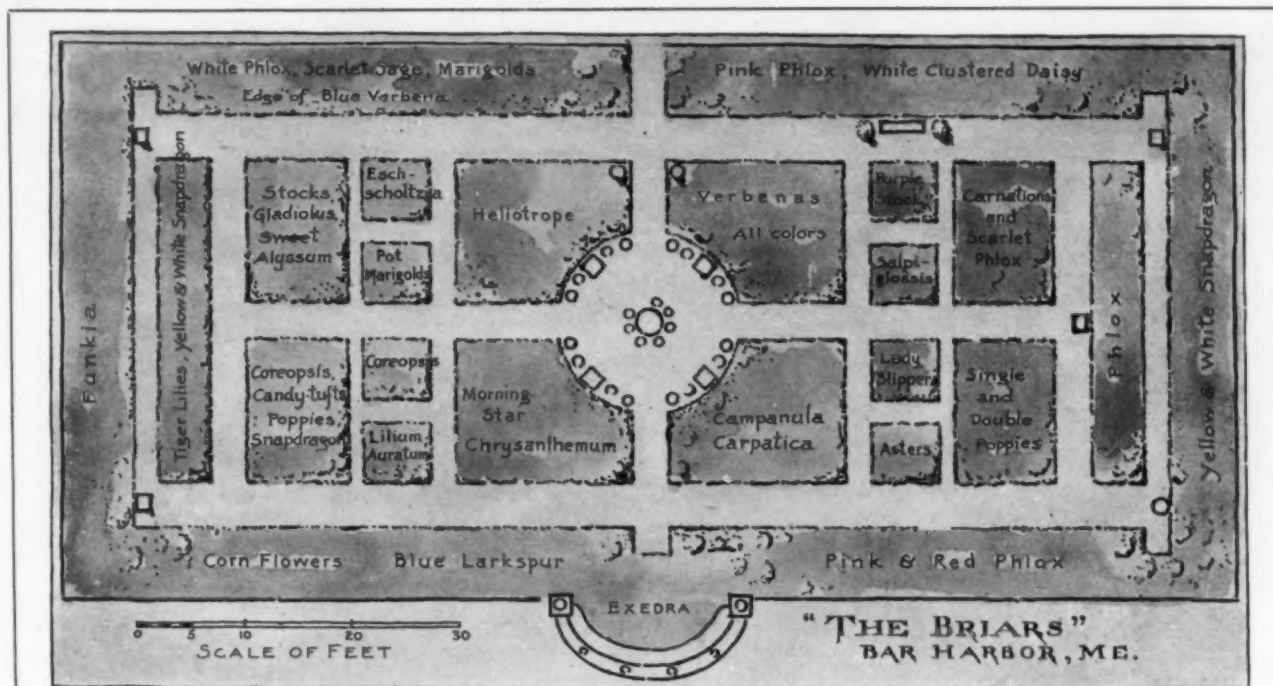 White Phlox, Scarlet Sage, Marigolds
Edge of Blue Verbena
Pink Phlox, White Clustered Daisy
Funkia
Tiger Lilies, Yellow & White Snapdragon
Stocks
Gladiolus
Sweet
Alyssum
Esch-
scholtzia
Pot
Marigolds
Heliotrope
Verbenas
All colors
Purple
Stock
Salpi-
glossis
Carnations
and
Scarlet
Phlox
Phlox
Yellow & White Snapdragon
Coreopsis,
Candy-tufts
Poppies,
Snapdragon
Coreopsis
Lilium
Auratum
Morning
Star
Chrysanthemum
Campanula
Carpatica
Lady
Slipper
Asters
Single
and
Double
Poppies
Corn Flowers Blue Larkspur
Pink & Red Phlox
EXEDRA
0 5 10 20 30
SCALE OF FEET
"THE BRIARS"
BAR HARBOR, ME.